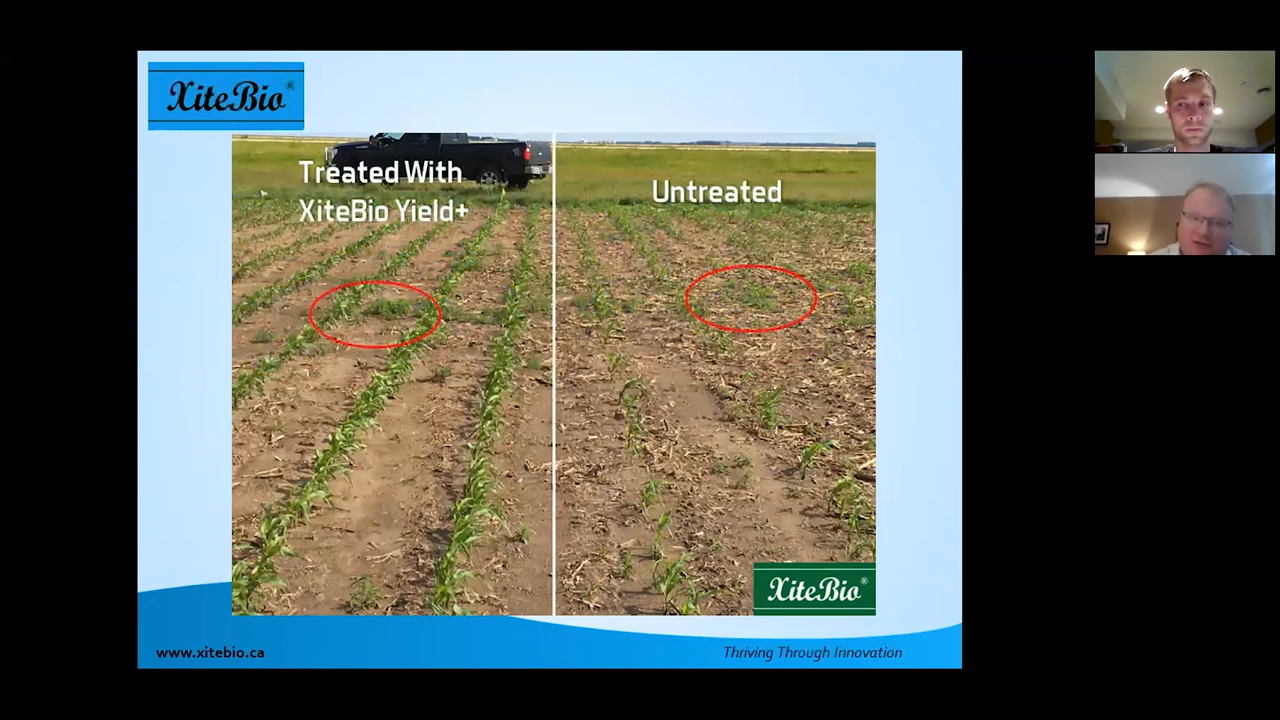 XiteBio®
Treated With
XiteBio Yield+
Untreated
XiteBio®
www.xitebio.ca
Thriving Through Innovation